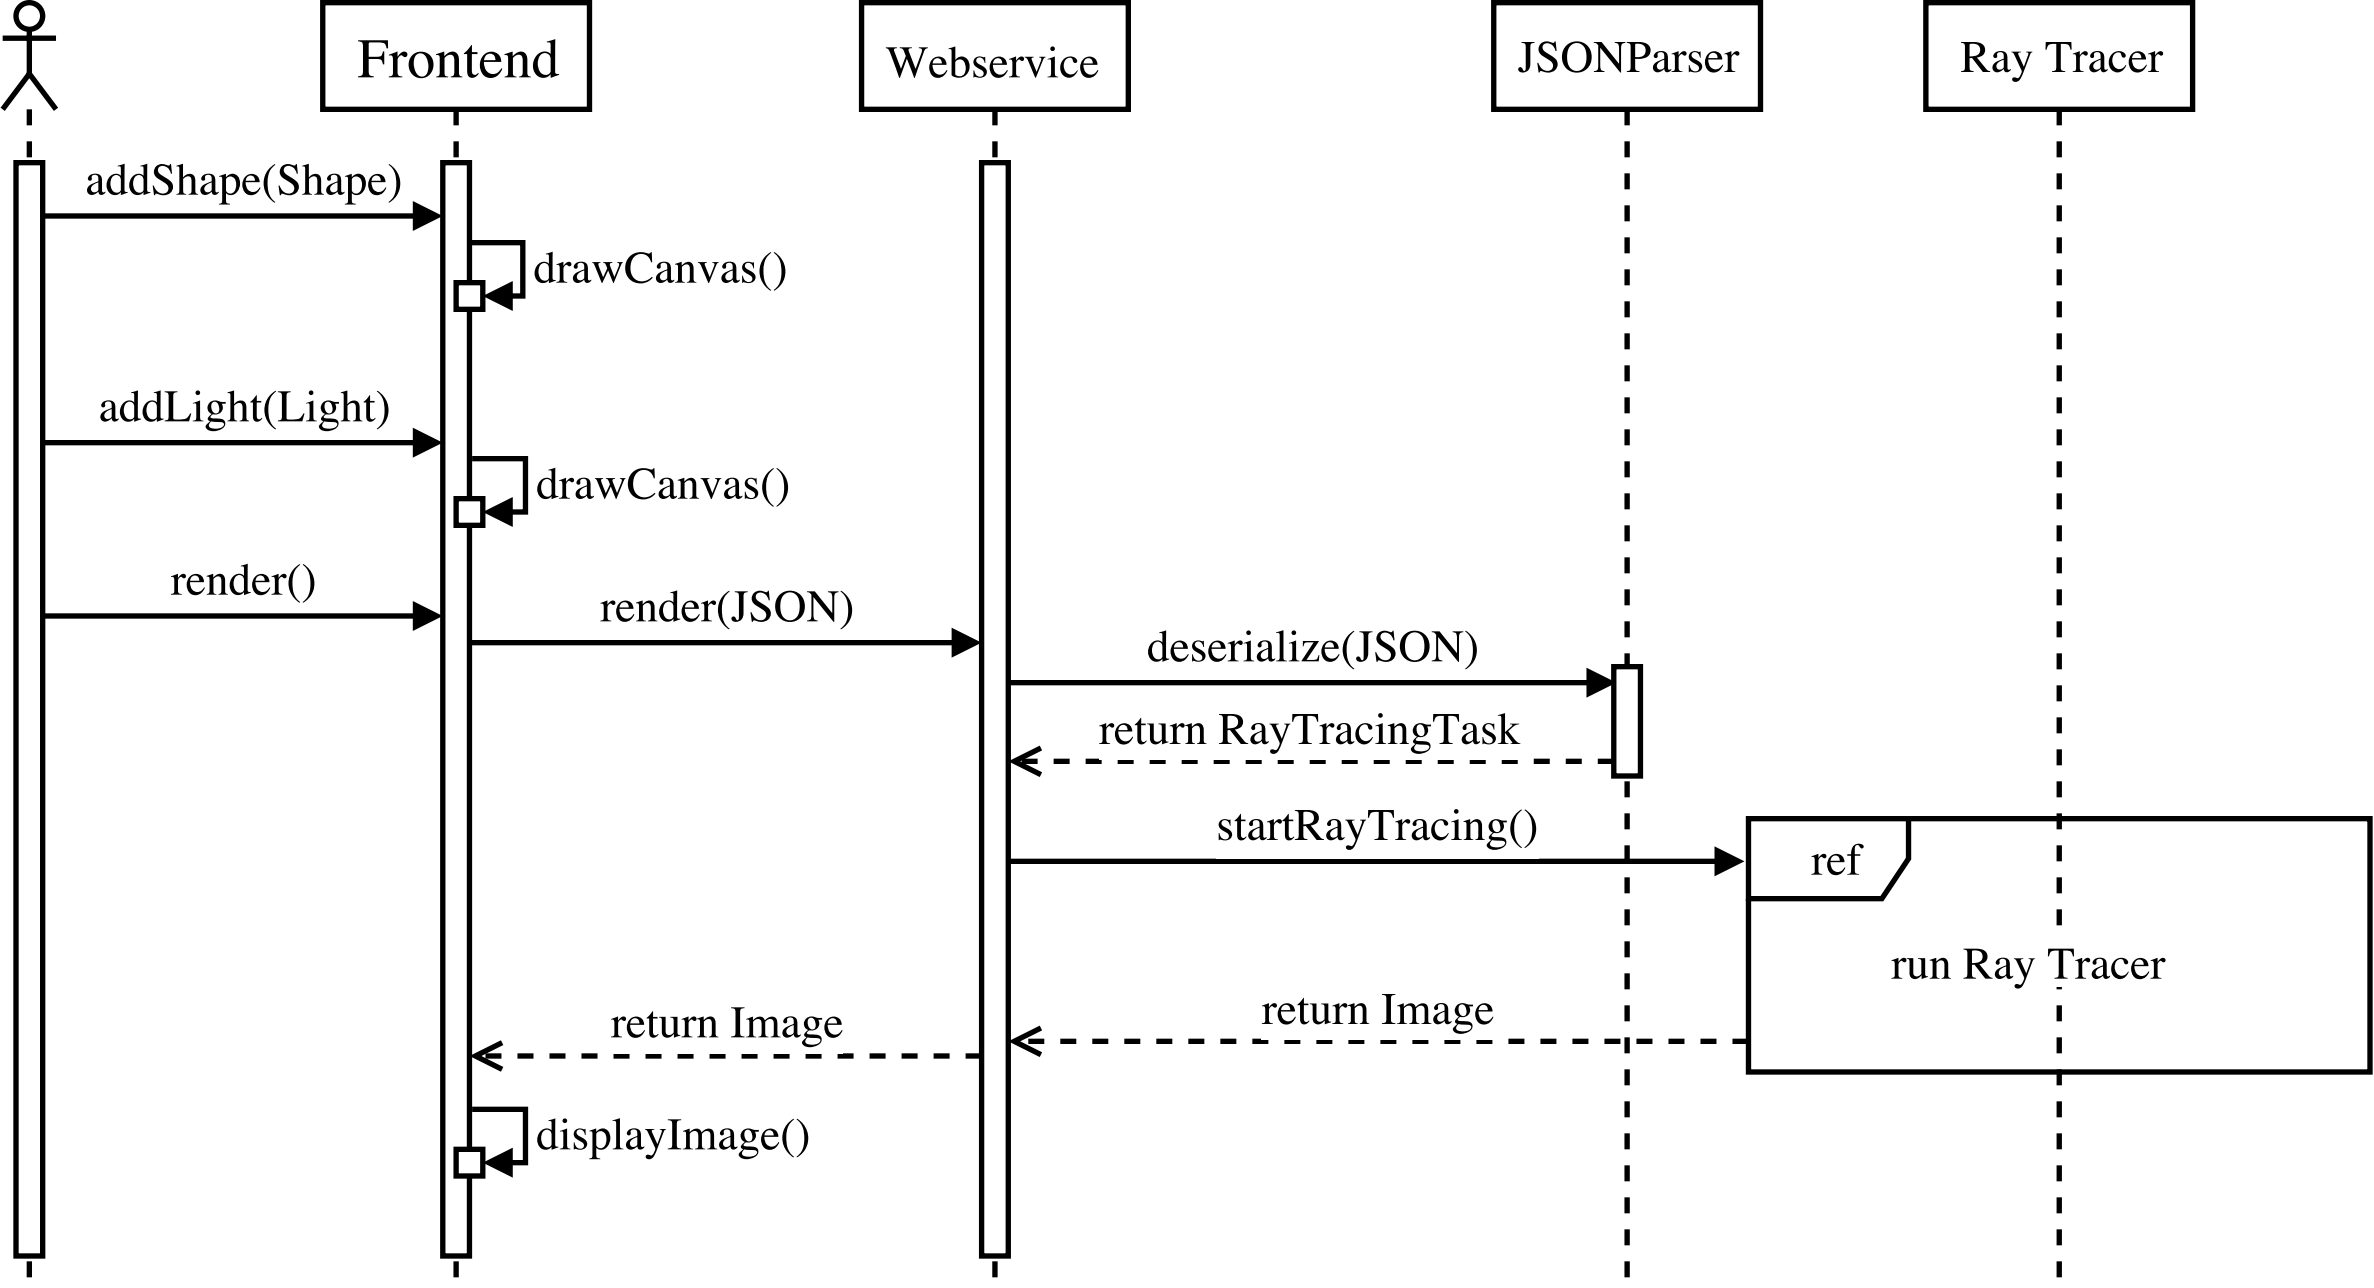 Frontend
Webservice
JSONParser
Ray Tracer
addShape(Shape)
drawCanvas()
addLight(Light)
drawCanvas()
render()
render(JSON)
deserialize(JSON)
return RayTracingTask
startRayTracing()
ref
run Ray Tracer
return Image
return Image
displayImage()